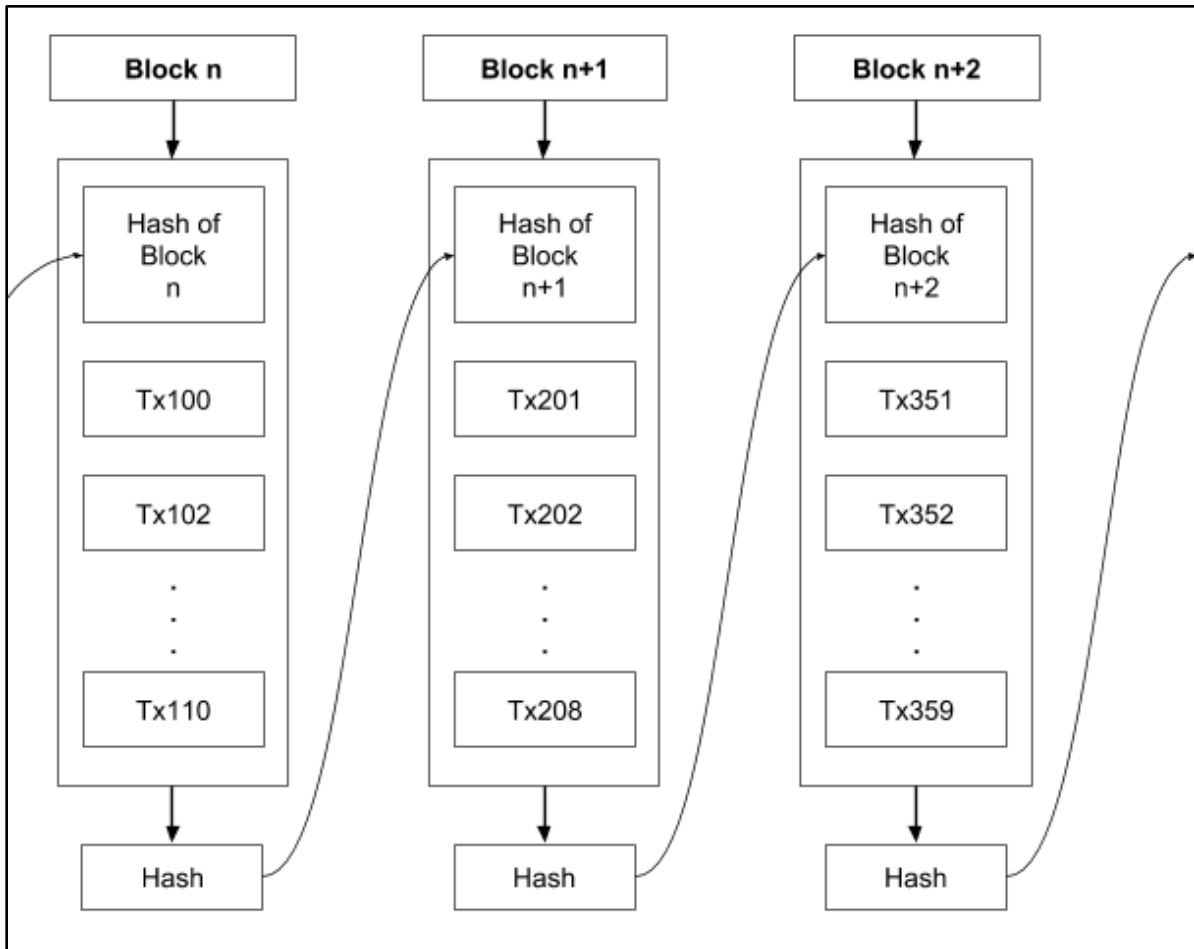 Block n
Block n+1
Block n+2
Hash of
Block
n
Hash of
Block
n+1
Hash of
Block
n+2
Tx100
Tx201
Tx351
Tx102
Tx202
Tx352
.
.
.
.
.
.
.
.
.
Tx110
Tx208
Tx359
Hash
Hash
Hash